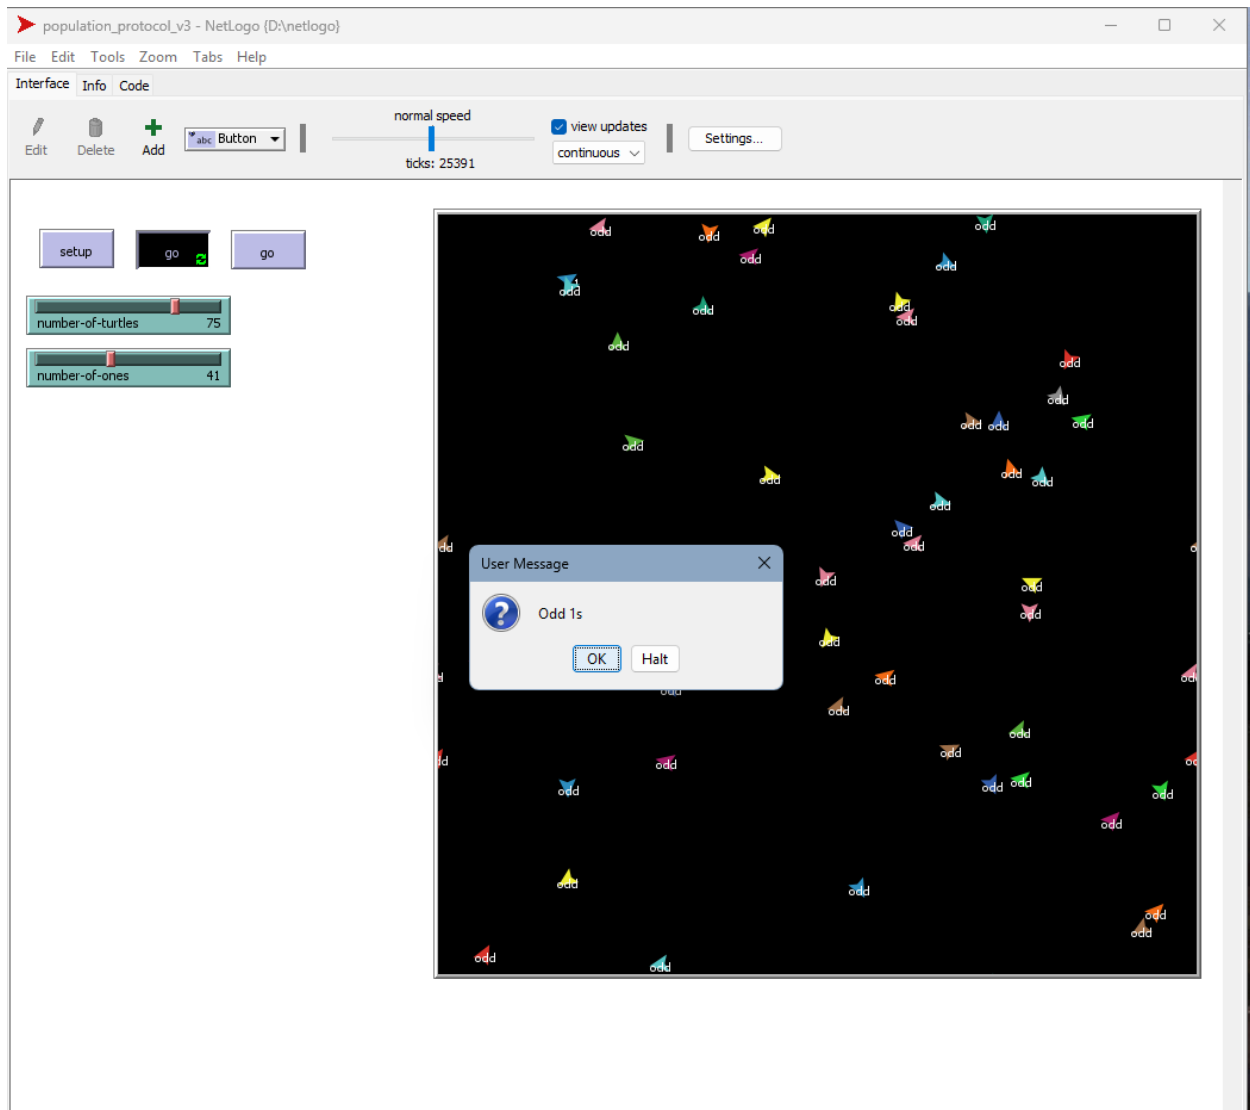 population_protocol_v3 - NetLogo {D:\netlogo}
File Edit Tools Zoom Tabs Help
Interface Info Code
Edit Delete Add abc Button normal speed ticks: 25391 view updates continuous Settings...
setup go go
number-of-turtles 75
number-of-ones 41
odd odd odd odd
odd odd
1
odd
odd odd
odd
odd
odd
odd
odd odd odd
odd
odd odd
odd
odd
odd
odd odd
User Message
Odd 1s
OK Halt
odd odd
odd
odd
odd
odd
odd
odd
odd
odd odd
odd odd odd
odd
odd
odd odd
odd
odd
odd odd